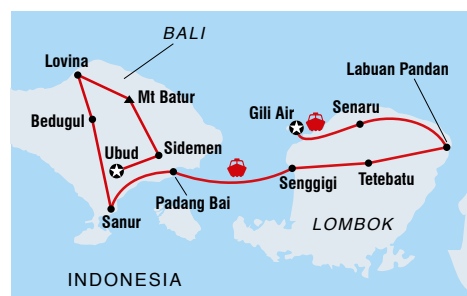 BALI
Lovina
Mt Batur
Labuan Pandan
Gili Air
Senaru
Bedugul
Ubud
Sidemen
Senggigi
Tetebatu
Padang Bai
Sanur
LOMBOK
INDONESIA